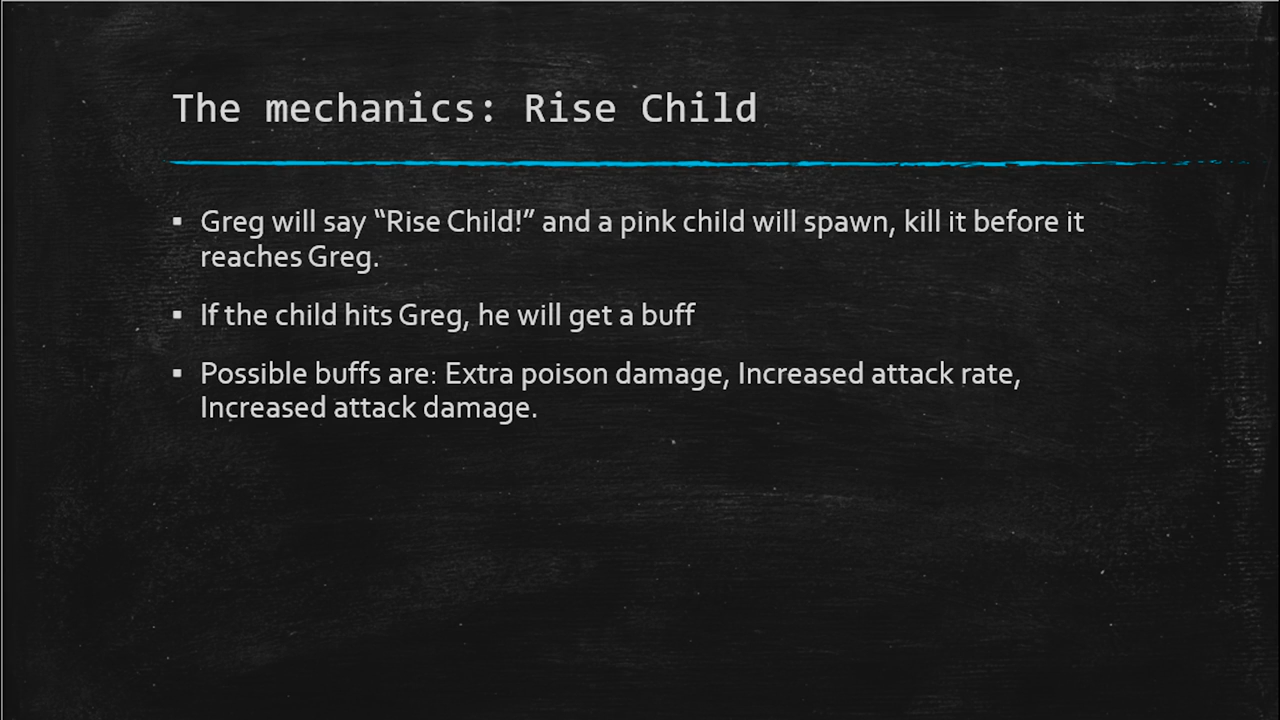 The mechanics: Rise Child
▪ Greg will say “Rise Child!” and a pink child will spawn, kill it before it
reaches Greg.
▪ If the child hits Greg, he will get a buff
▪ Possible buffs are: Extra poison damage, Increased attack rate,
Increased attack damage.